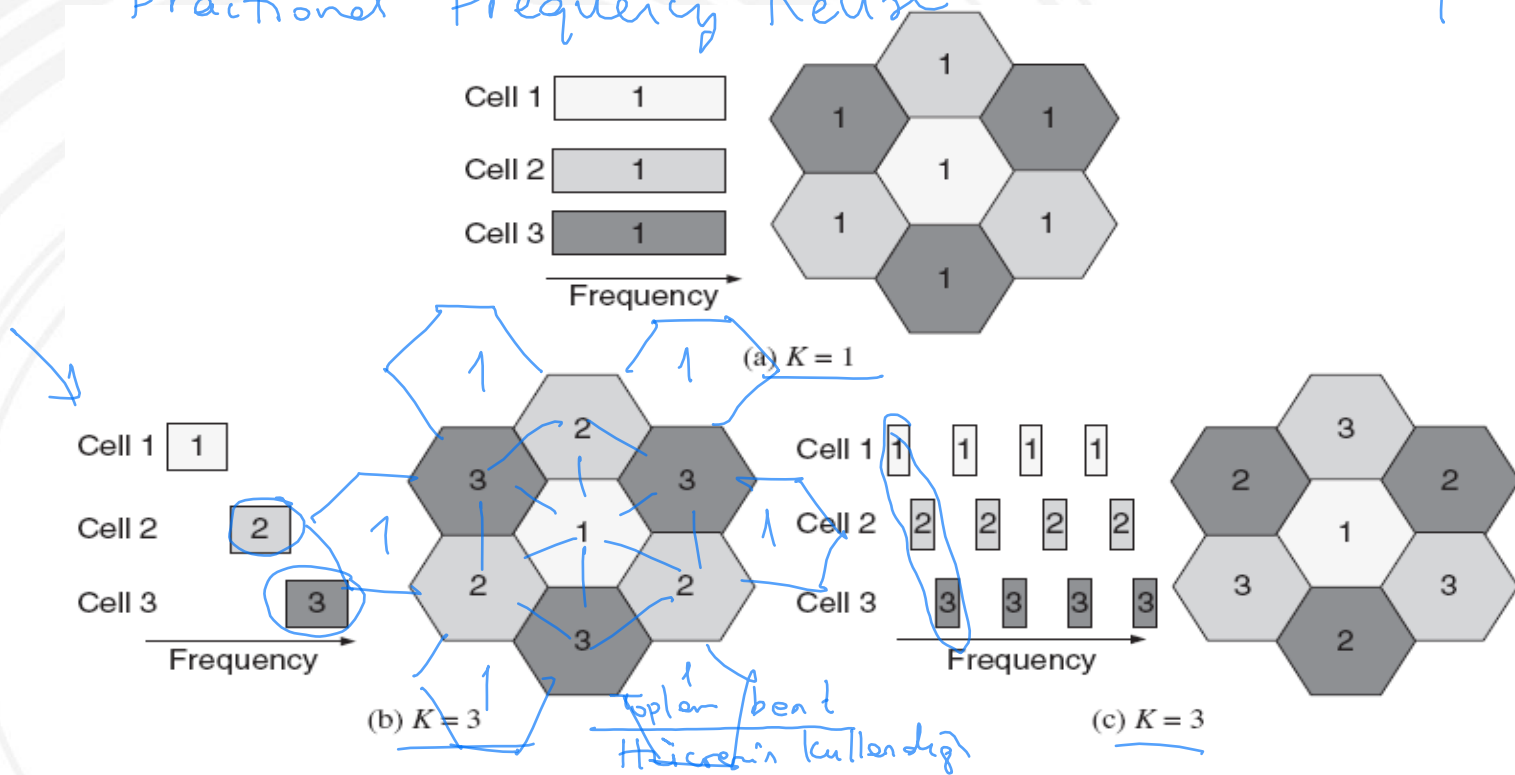 Fractional Frequency Reuse
Cell 1 1
Cell 2 1
Cell 3 1
Frequency
1
1 1
1
1 1
1
(a) K = 1
1 1
Cell 1 1
Cell 2 2
Cell 3 3
Frequency
2
3 3
1 1 1
2 2
3
1 1
(b) K = 3
Toplam bant
Hücrenin kullandığı
Cell 1 1 1 1 1
Cell 2 2 2 2 2
Cell 3 3 3 3 3
Frequency
3
2 2
1
3 3
2
(c) K = 3